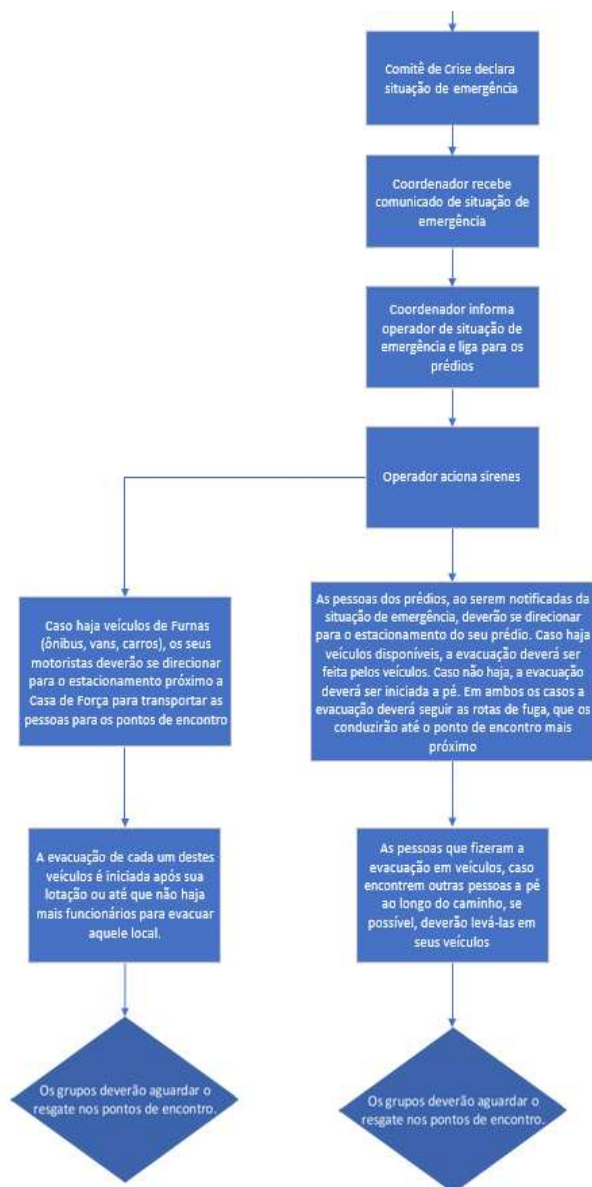 Comitê de Crise declara
situação de emergência
Coordenador recebe
comunicado de situação de
emergência
Coordenador informa
operador de situação de
emergência e liga para os
prédios
Operador aciona sirenes
Caso haja veículos de Furnas
(ônibus, vans, carros), os seus
motoristas deverão se direcionar
para o estacionamento próximo a
Casa de Força para transportar as
pessoas para os pontos de encontro
As pessoas dos prédios, ao serem notificadas da
situação de emergência, deverão se direcionar
para o estacionamento do seu prédio. Caso haja
veículos disponíveis, a evacuação deverá ser
feita pelos veículos. Caso não haja, a evacuação
deverá ser iniciada a pé. Em ambos os casos a
evacuação deverá seguir as rotas de fuga, que os
conduzirão até o ponto de encontro mais
próximo
A evacuação de cada um destes
veículos é iniciada após sua
lotação ou até que não haja
mais funcionários para evacuar
aquele local.
As pessoas que fizeram a
evacuação em veículos, caso
encontrem outras pessoas a pé
ao longo do caminho, se
possível, deverão levá-las em
seus veículos
Os grupos deverão aguardar o
resgate nos pontos de encontro.
Os grupos deverão aguardar o
resgate nos pontos de encontro.